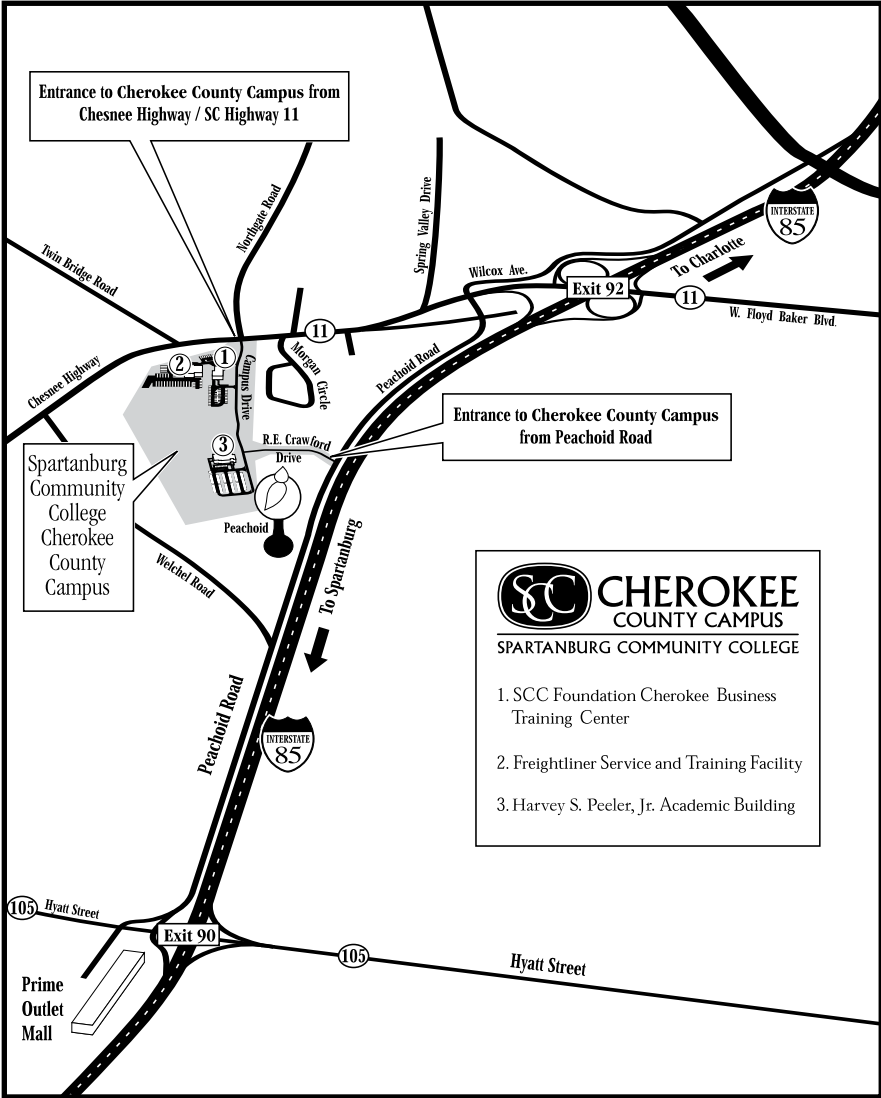 Entrance to Cherokee County Campus from
Chesnee Highway / SC Highway 11
Northgate Road
Spring Valley Drive
INTERSTATE
85
Twin Bridge Road
To Charlotte
Wilcox Ave.
Exit 92
11
W. Floyd Baker Blvd.
11
Chesnee Highway
2
1
Campus Drive
Morgan Circle
Peachoid Road
Entrance to Cherokee County Campus
from Peachoid Road
3
R.E. Crawford
Drive
Spartanburg
Community
College
Cherokee
County
Campus
Peachoid
To Spartanburg
Welchel Road
SCC
CHEROKEE
COUNTY CAMPUS
SPARTANBURG COMMUNITY COLLEGE
1. SCC Foundation Cherokee Business
Training Center
2. Freightliner Service and Training Facility
3. Harvey S. Peeler, Jr. Academic Building
Peachoid Road
INTERSTATE
85
105
Hyatt Street
Exit 90
105
Hyatt Street
Prime
Outlet
Mall